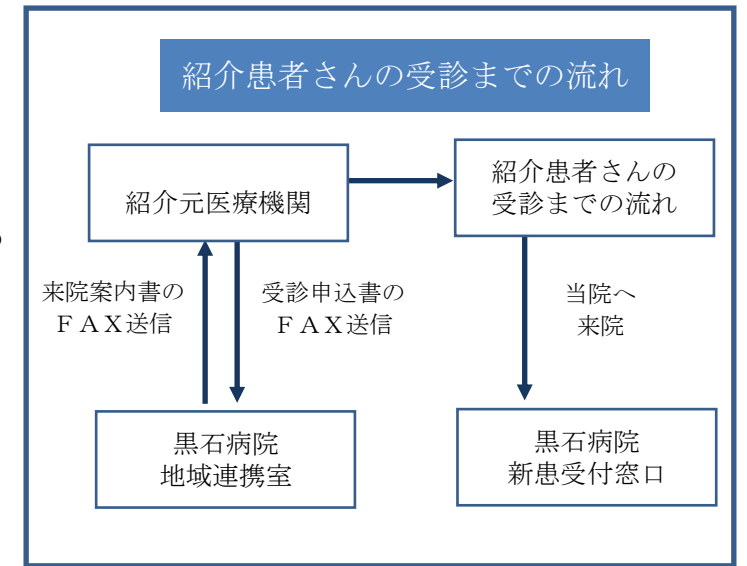 紹介患者さんの受診までの流れ
紹介元医療機関
紹介患者さんの
受診までの流れ
来院案内書の
ＦＡＸ送信
受診申込書の
ＦＡＸ送信
当院へ
来院
黒石病院
地域連携室
黒石病院
新患受付窓口